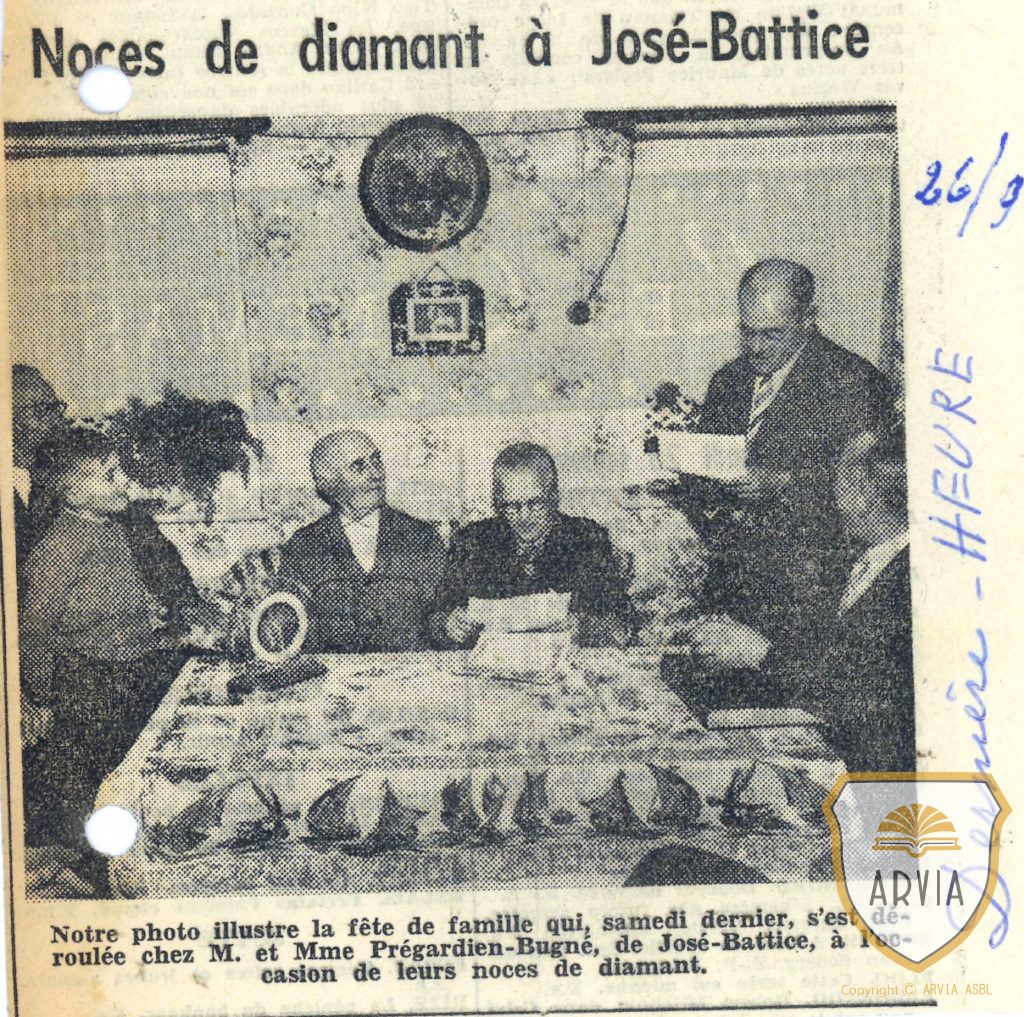 Noces de diamant à José-Battice
26/9
Dernière-HEURE
Notre photo illustre la fête de famille qui, samedi dernier, s'est dé-
roulée chez M. et Mme Prégardien-Bugné, de José-Battice, à l'oc-
casion de leurs noces de diamant.
ARVIA
Copyright © ARVIA ASBL